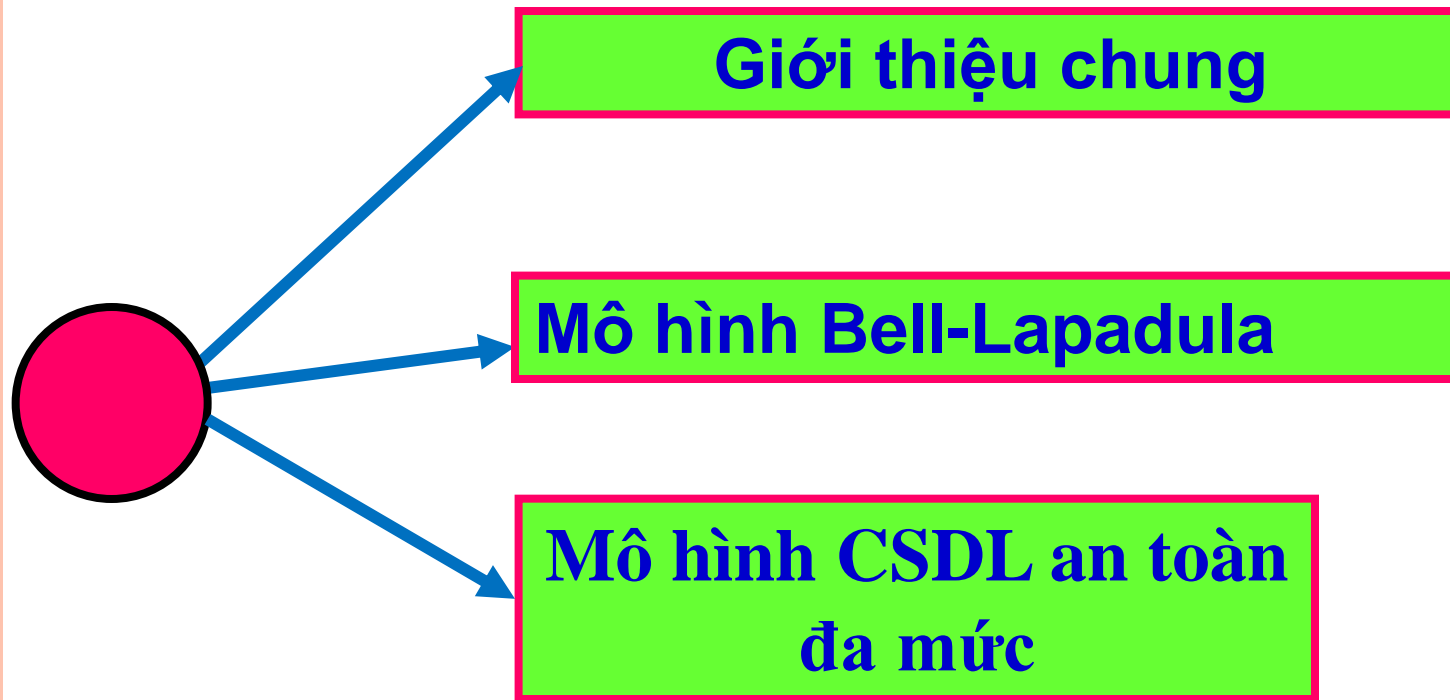 Giới thiệu chung
Mô hình Bell-Lapadula
Mô hình CSDL an toàn
đa mức